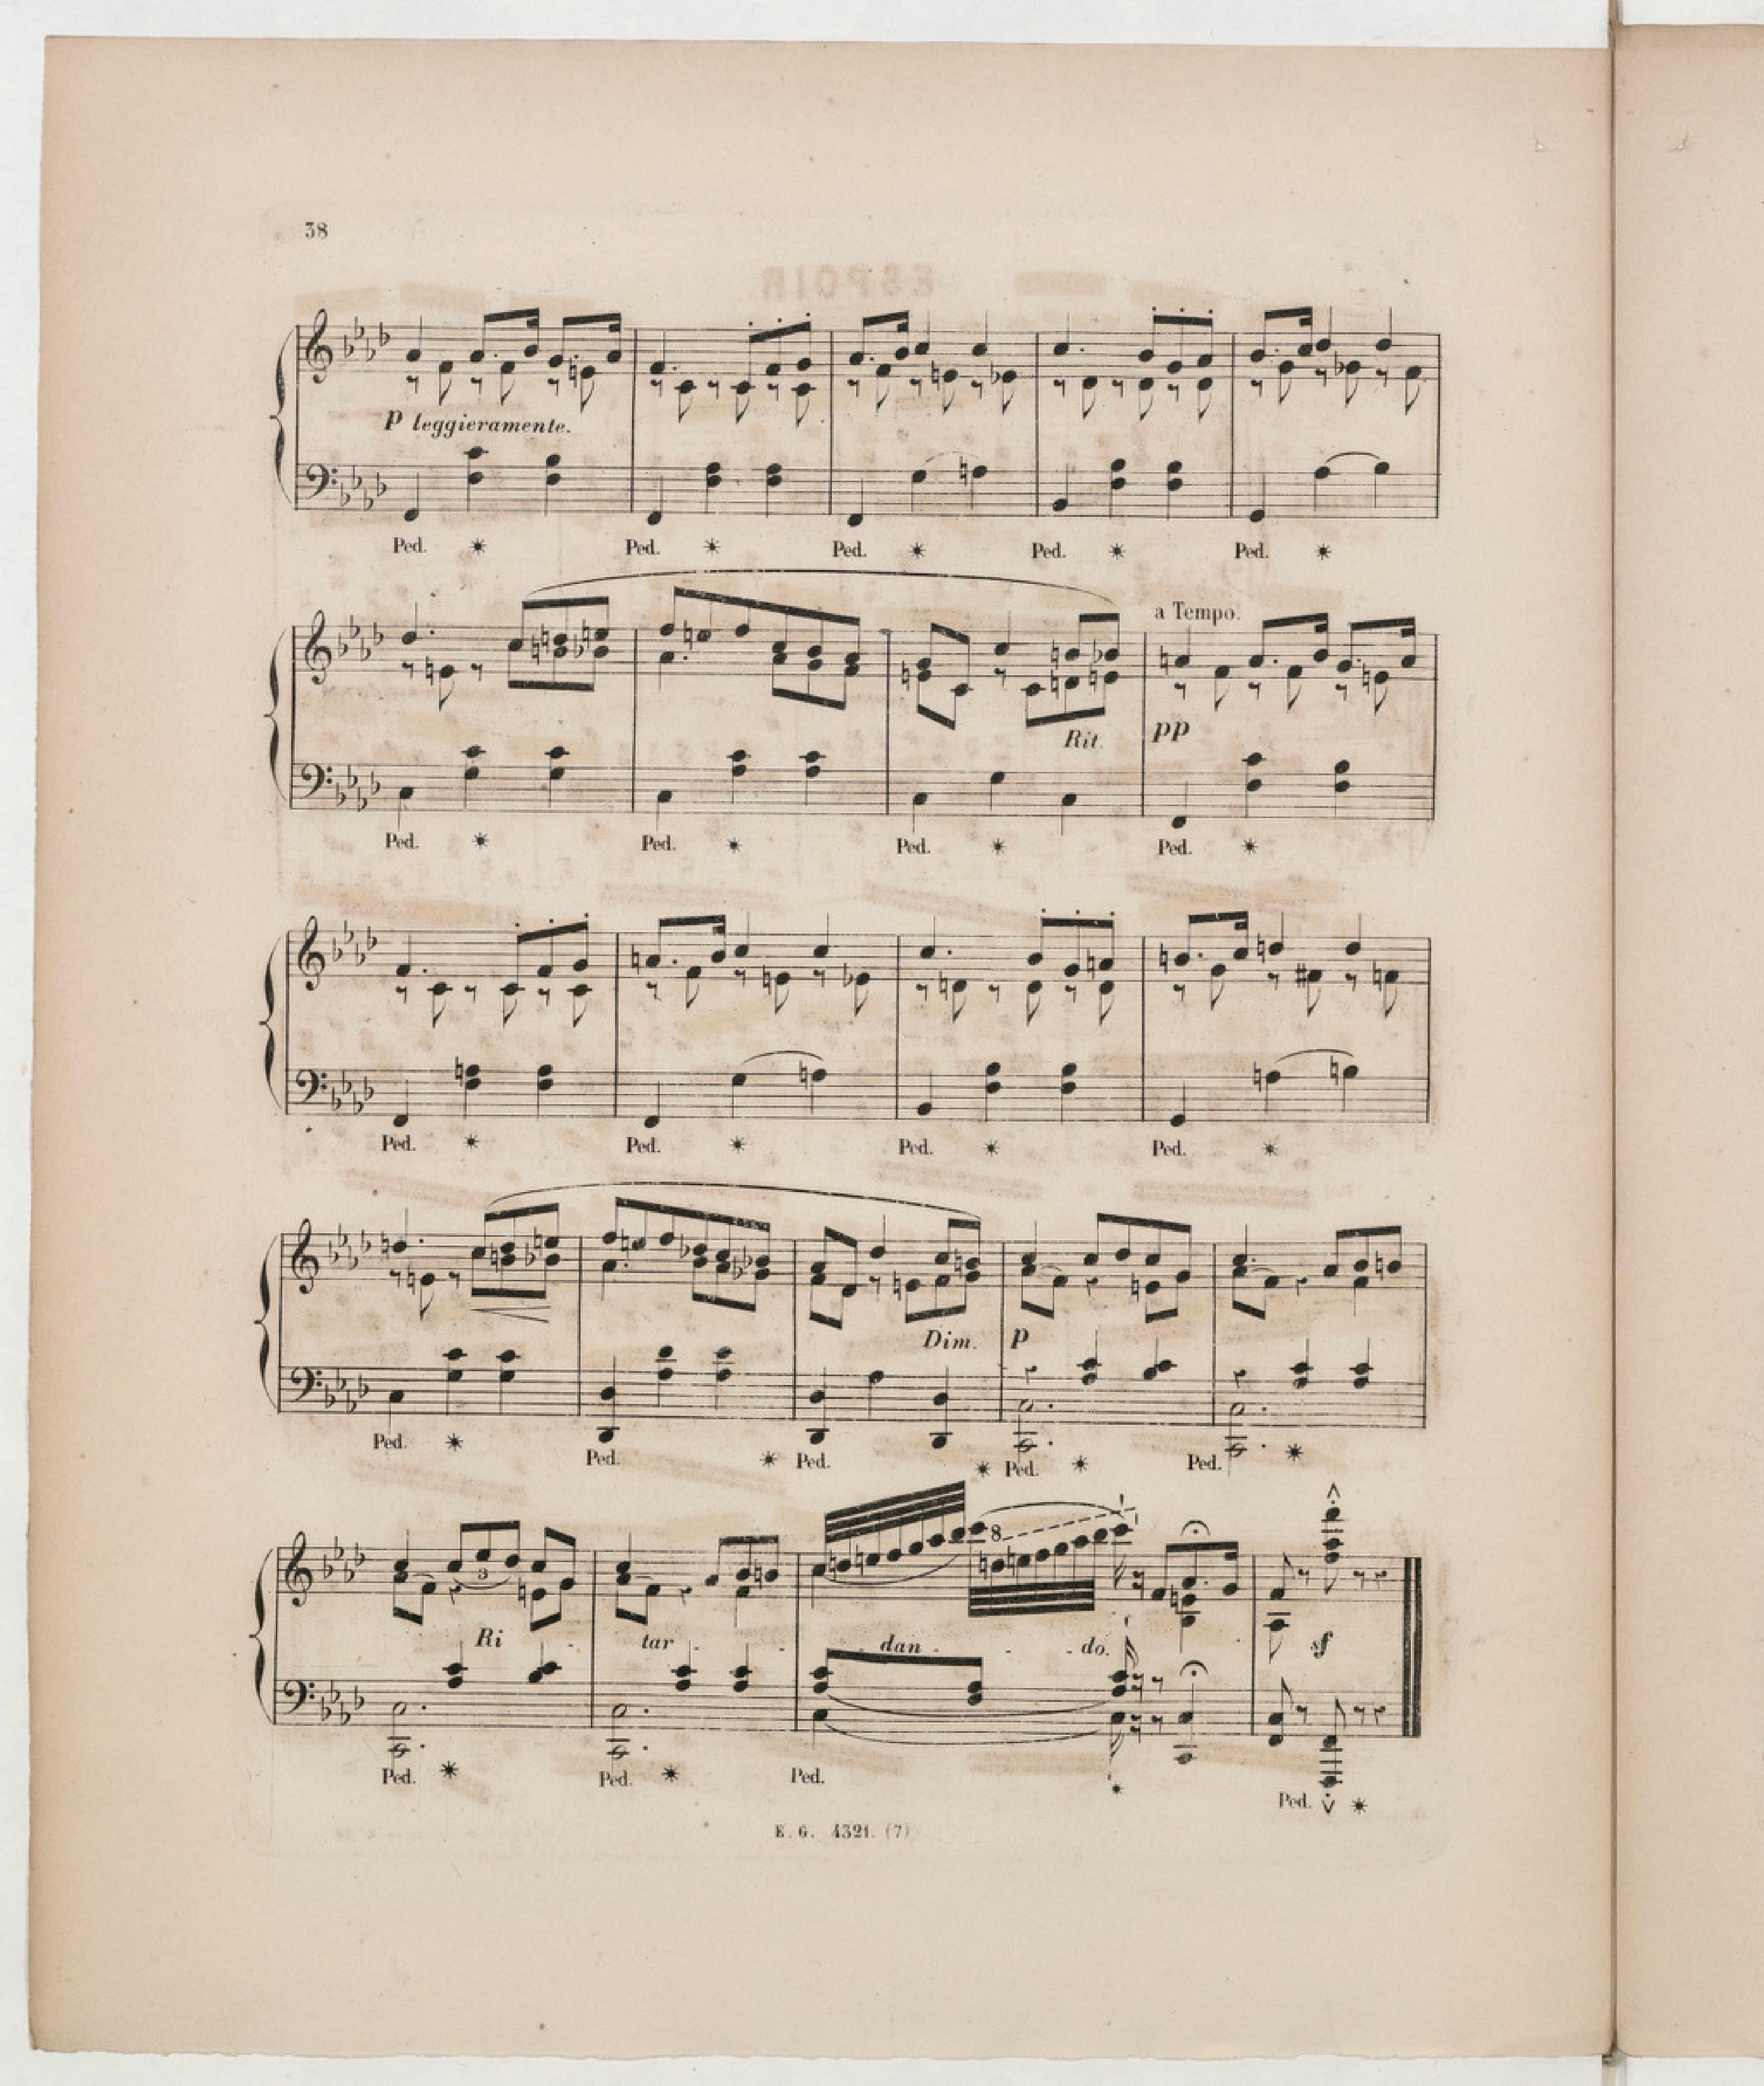 38
ESPOIR
p leggieramente.
Ped. Ped. Ped. Ped. Ped.
a Tempo.
Rit. pp
Ped. Ped. Ped. Ped.
Ped. Ped. Ped. Ped.
Dim. p
Ped. Ped. Ped. Ped. Ped.
8
3
Ri - tar - - dan - - - do. sf
Ped. Ped. Ped. Ped.
E. G. 4321. (7)